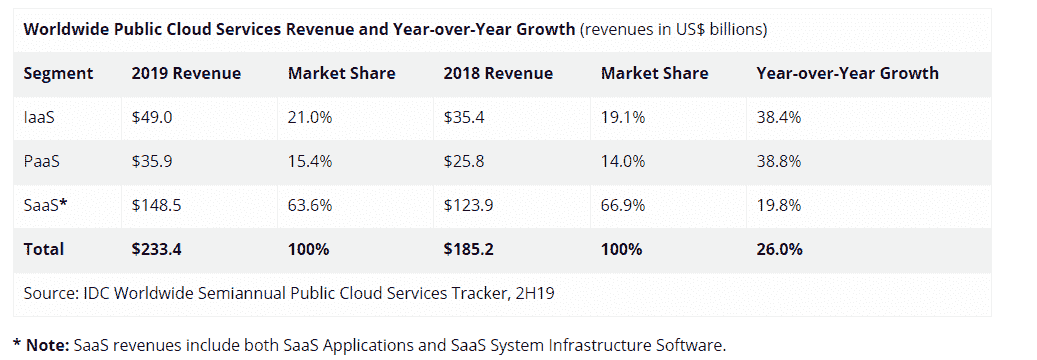 Worldwide Public Cloud Services Revenue and Year-over-Year Growth (revenues in US$ billions)
Segment 2019 Revenue Market Share 2018 Revenue Market Share Year-over-Year Growth
IaaS $49.0 21.0% $35.4 19.1% 38.4%
PaaS $35.9 15.4% $25.8 14.0% 38.8%
SaaS* $148.5 63.6% $123.9 66.9% 19.8%
Total $233.4 100% $185.2 100% 26.0%
Source: IDC Worldwide Semiannual Public Cloud Services Tracker, 2H19
* Note: SaaS revenues include both SaaS Applications and SaaS System Infrastructure Software.